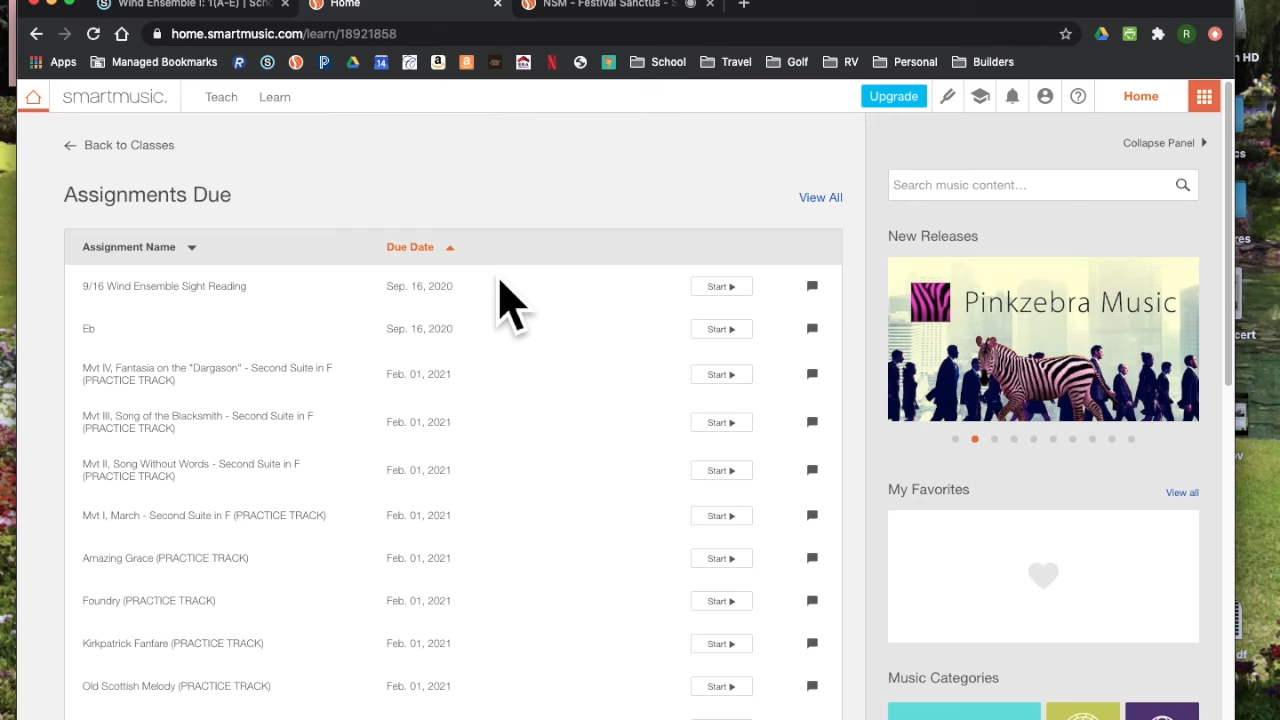 Wind Ensemble I: 1(A-E) | Scho
Home
NSM - Festival Sanctus - S
home.smartmusic.com/learn/18921858
R
Apps
Managed Bookmarks
14
School
Travel
Golf
RV
Personal
Builders
smartmusic.
Teach
Learn
Upgrade
Home
Back to Classes
Collapse Panel
Assignments Due
View All
Search music content...
Assignment Name
Due Date
New Releases
9/16 Wind Ensemble Sight Reading
Sep. 16, 2020
Start
Pinkzebra Music
Eb
Sep. 16, 2020
Start
Mvt IV, Fantasia on the "Dargason" - Second Suite in F
(PRACTICE TRACK)
Feb. 01, 2021
Start
Mvt III, Song of the Blacksmith - Second Suite in F
(PRACTICE TRACK)
Feb. 01, 2021
Start
Mvt II, Song Without Words - Second Suite in F
(PRACTICE TRACK)
Feb. 01, 2021
Start
My Favorites
View all
Mvt I, March - Second Suite in F (PRACTICE TRACK)
Feb. 01, 2021
Start
Amazing Grace (PRACTICE TRACK)
Feb. 01, 2021
Start
Foundry (PRACTICE TRACK)
Feb. 01, 2021
Start
Kirkpatrick Fanfare (PRACTICE TRACK)
Feb. 01, 2021
Start
Old Scottish Melody (PRACTICE TRACK)
Feb. 01, 2021
Start
Music Categories